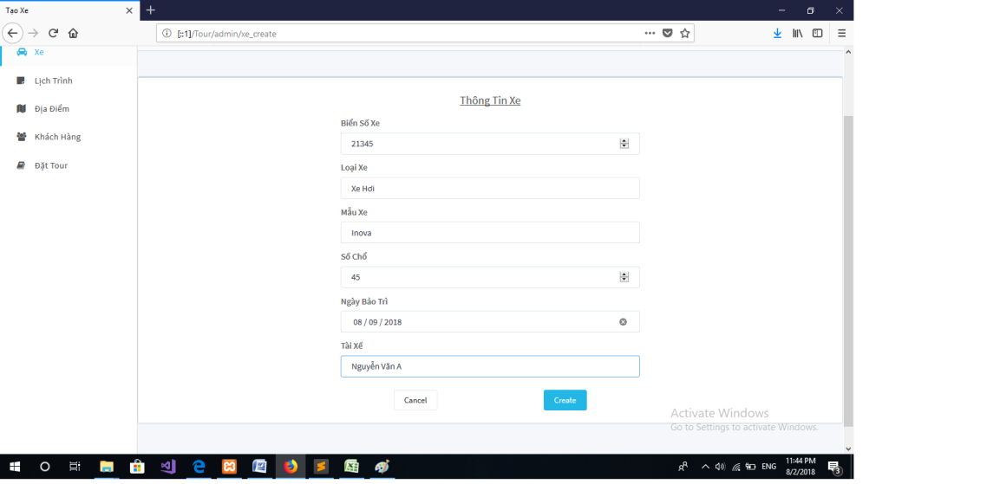 Tạo Xe
[::1]/Tour/admin/xe_create
Xe
Lịch Trình
Địa Điểm
Khách Hàng
Đặt Tour
Thông Tin Xe
Biển Số Xe
21345
Loại Xe
Xe Hơi
Mẫu Xe
Inova
Số Chổ
45
Ngày Bảo Trì
08 / 09 / 2018
Tài Xế
Nguyễn Văn A
Cancel
Create
Activate Windows
Go to Settings to activate Windows.
ENG
11:44 PM
8/2/2018
3